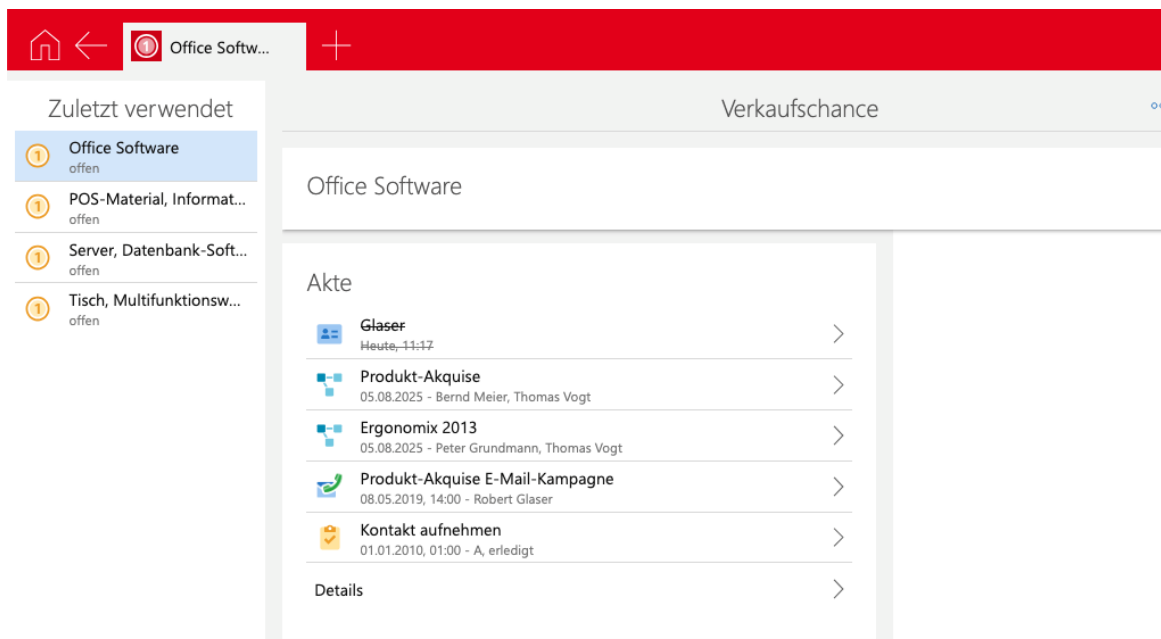 Office Softw...
Zuletzt verwendet
Office Software
offen
POS-Material, Informat...
offen
Server, Datenbank-Soft...
offen
Tisch, Multifunktionsw...
offen
Verkaufschance
Office Software
Akte
Glaser
Heute, 11:17
Produkt-Akquise
05.08.2025 - Bernd Meier, Thomas Vogt
Ergonomix 2013
05.08.2025 - Peter Grundmann, Thomas Vogt
Produkt-Akquise E-Mail-Kampagne
08.05.2019, 14:00 - Robert Glaser
Kontakt aufnehmen
01.01.2010, 01:00 - A, erledigt
Details